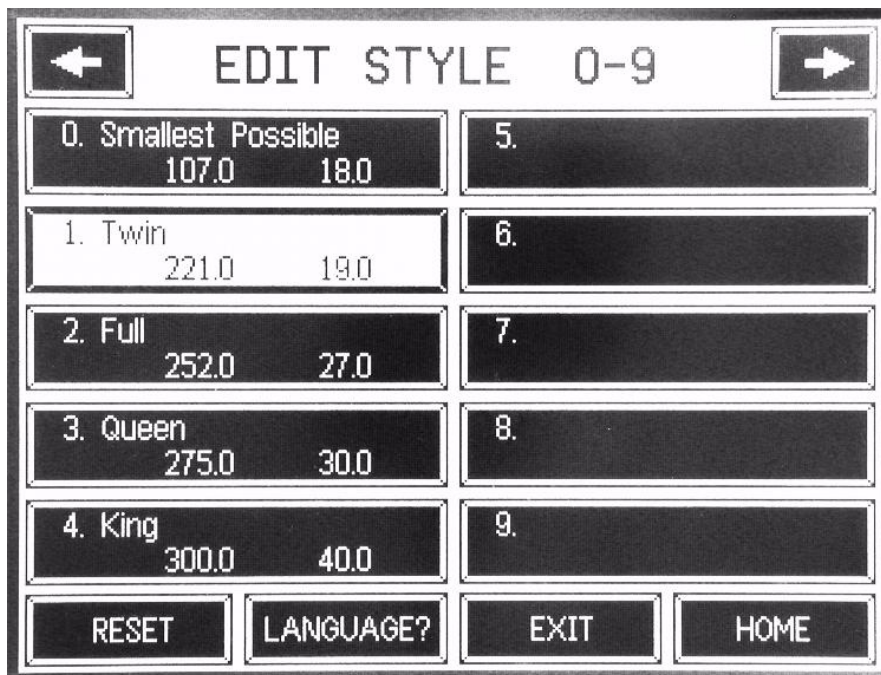 EDIT STYLE 0-9
0. Smallest Possible
107.0 18.0
1. Twin
221.0 19.0
2. Full
252.0 27.0
3. Queen
275.0 30.0
4. King
300.0 40.0
5.
6.
7.
8.
9.
RESET
LANGUAGE?
EXIT
HOME